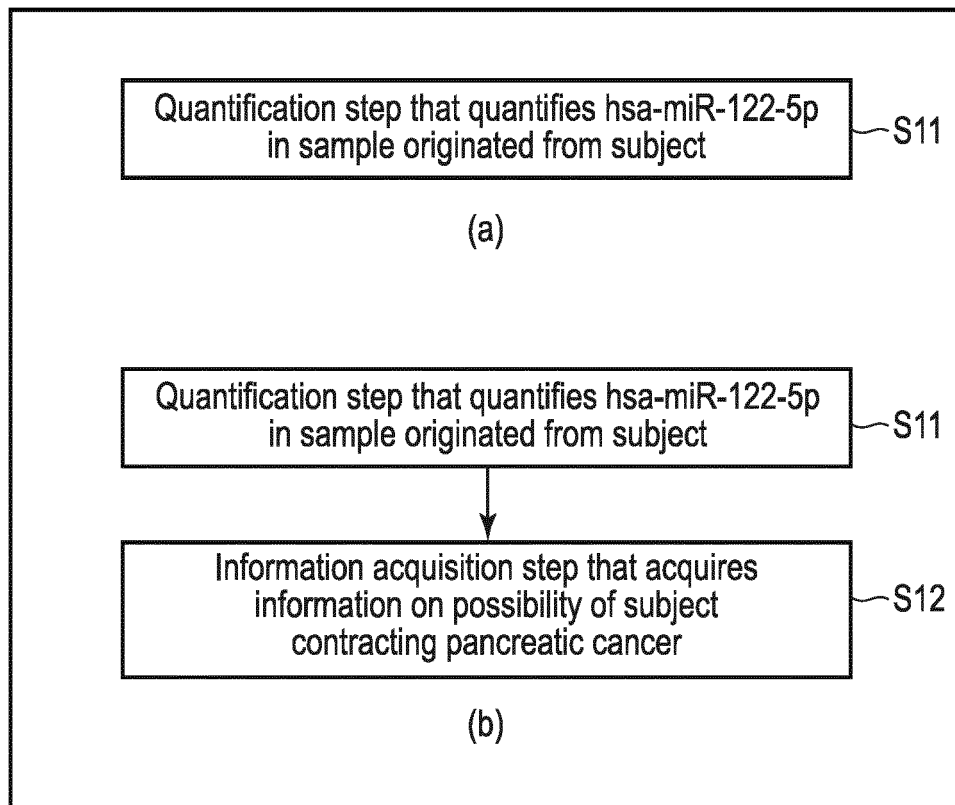 Quantification step that quantifies hsa-miR-122-5p
in sample originated from subject
S11
(a)
Quantification step that quantifies hsa-miR-122-5p
in sample originated from subject
S11
Information acquisition step that acquires
information on possibility of subject
contracting pancreatic cancer
S12
(b)